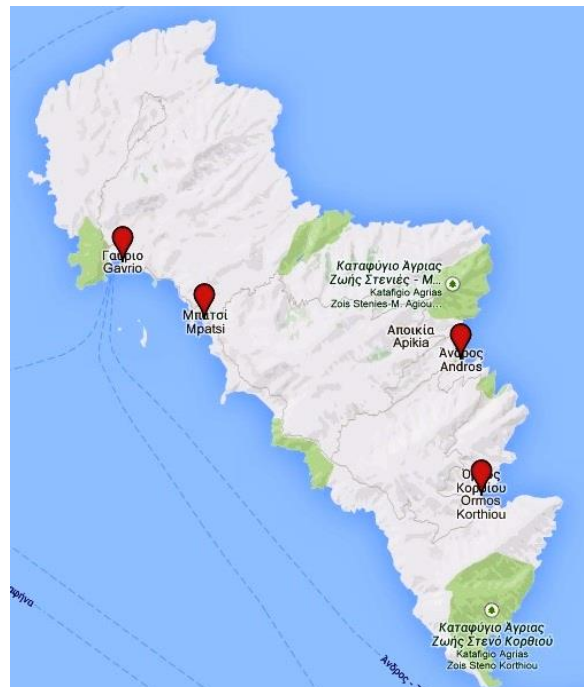 Γαύριο
Gavrio
Μπατσί
Mpatsi
Καταφύγιο Άγριας
Ζωής Στενιές - Μ...
Katafigio Agrias
Zois Stenies-M. Agiou...
Αποικία
Apikia
Άνδρος
Andros
Όρμος
Κορθίου
Ormos
Korthiou
Καταφύγιο Άγριας
Ζωής Στενό Κορθίου
Katafigio Agrias
Zois Steno Korthiou
Άνδρος -